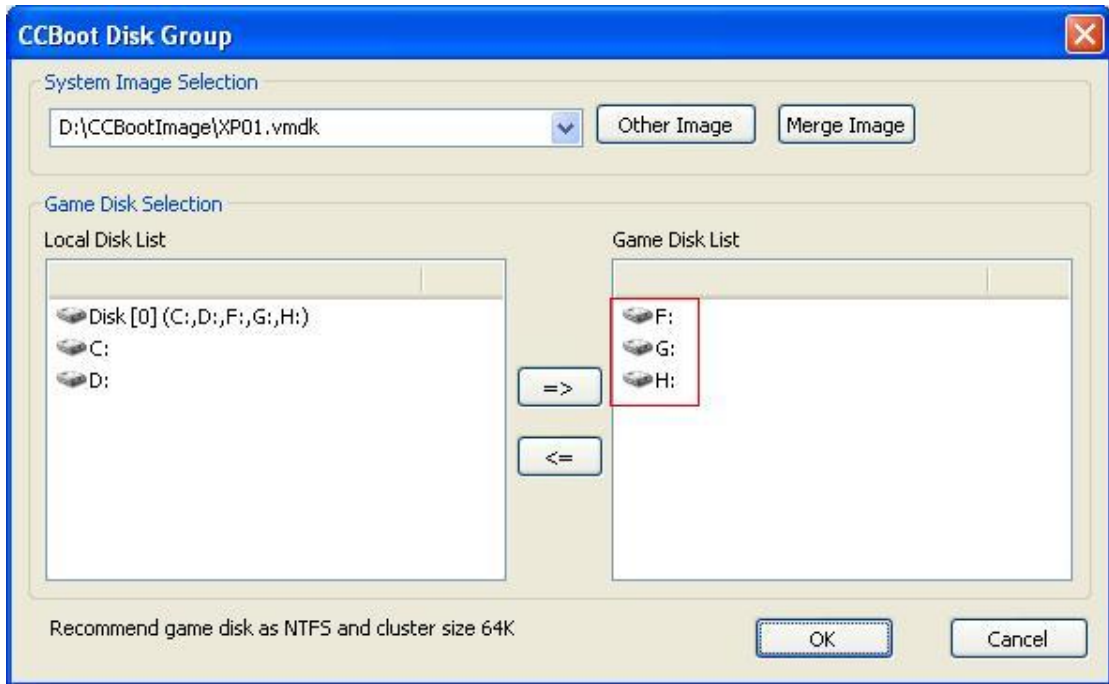 CCBoot Disk Group
System Image Selection
D:\CCBootImage\XP01.vmdk
Other Image
Merge Image
Game Disk Selection
Local Disk List
Game Disk List
Disk [0] (C:,D:,F:,G:,H:)
C:
D:
F:
G:
H:
=>
<=
Recommend game disk as NTFS and cluster size 64K
OK
Cancel